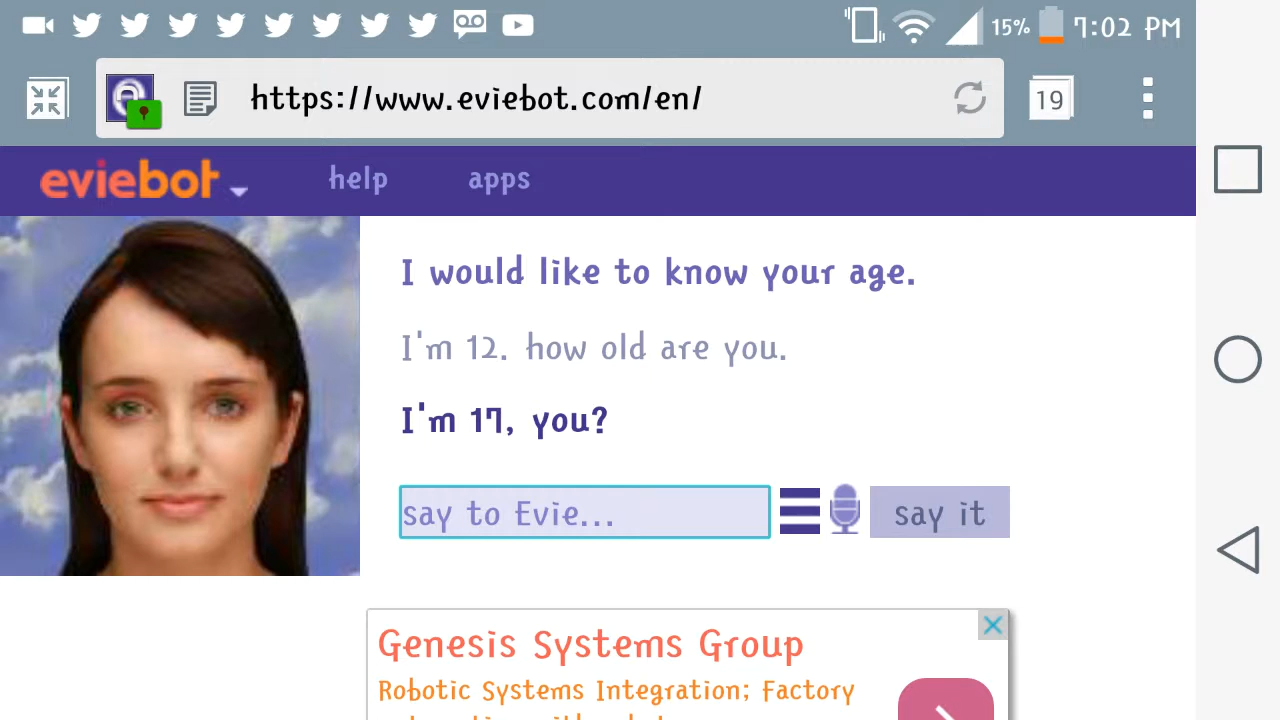 15% 7:02 PM
https://www.eviebot.com/en/ 19
eviebot help apps
I would like to know your age.
I'm 12. how old are you.
I'm 17, you?
say to Evie... say it
Genesis Systems Group
Robotic Systems Integration; Factory